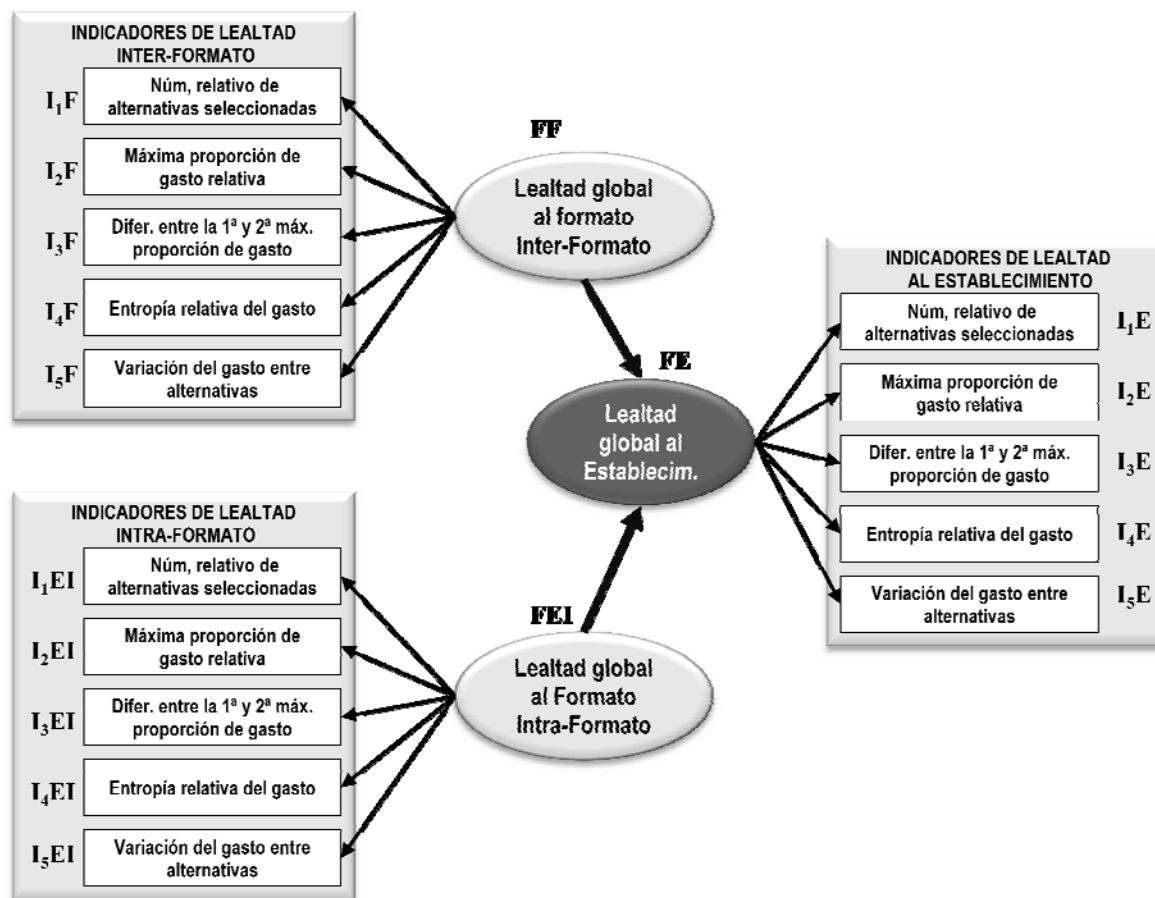 INDICADORES DE LEALTAD
INTER-FORMATO
I₁F
Núm, relativo de
alternativas seleccionadas
I₂F
Máxima proporción de
gasto relativa
I₃F
Difer. entre la 1ª y 2ª máx.
proporción de gasto
I₄F
Entropía relativa del gasto
I₅F
Variación del gasto entre
alternativas
FF
Lealtad global
al formato
Inter-Formato
INDICADORES DE LEALTAD
INTRA-FORMATO
I₁EI
Núm, relativo de
alternativas seleccionadas
I₂EI
Máxima proporción de
gasto relativa
I₃EI
Difer. entre la 1ª y 2ª máx.
proporción de gasto
I₄EI
Entropía relativa del gasto
I₅EI
Variación del gasto entre
alternativas
FEI
Lealtad global
al Formato
Intra-Formato
FE
Lealtad
global al
Establecim.
INDICADORES DE LEALTAD
AL ESTABLECIMIENTO
Núm, relativo de
alternativas seleccionadas
I₁E
Máxima proporción de
gasto relativa
I₂E
Difer. entre la 1ª y 2ª máx.
proporción de gasto
I₃E
Entropía relativa del gasto
I₄E
Variación del gasto entre
alternativas
I₅E